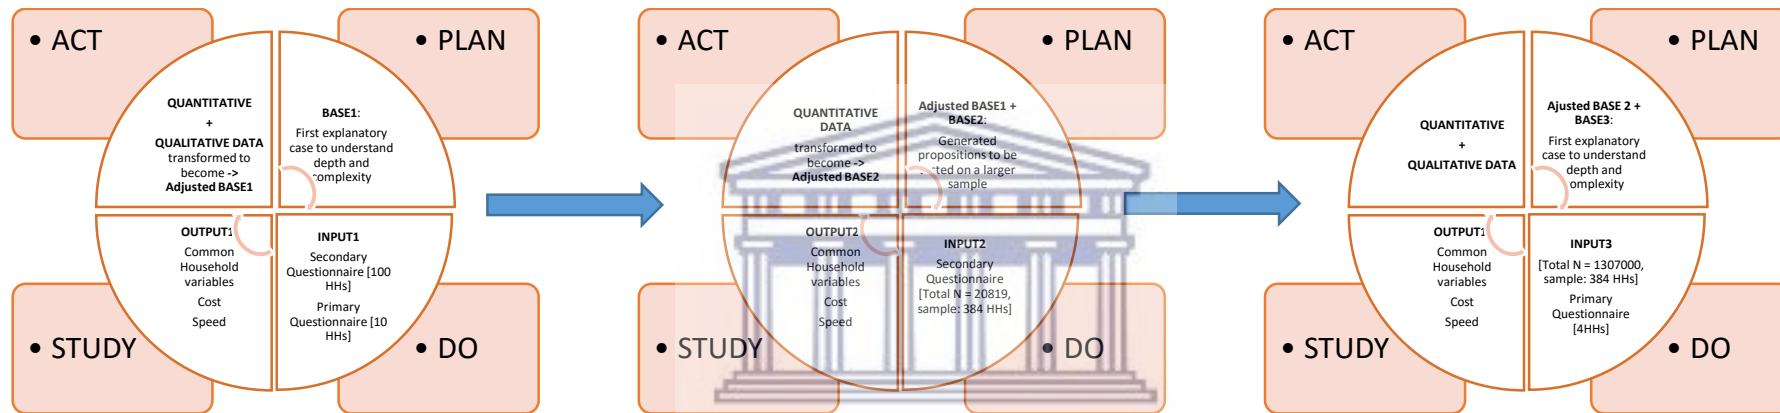 • ACT
• PLAN
QUANTITATIVE
+
QUALITATIVE DATA
transformed to
become ->
Adjusted BASE1
BASE1:
First explanatory
case to understand
depth and
complexity
OUTPUT1
Common
Household
variables
Cost
Speed
INPUT1
Secondary
Questionnaire [100
HHs]
Primary
Questionnaire [10
HHs]
• STUDY
• DO
• ACT
• PLAN
QUANTITATIVE
DATA
transformed to
become ->
Adjusted BASE2
Adjusted BASE1 +
BASE2:
Generated
propositions to be
tested on a larger
sample
OUTPUT2
Common
Household
variables
Cost
Speed
INPUT2
Secondary
Questionnaire
[Total N = 20819,
sample: 384 HHs]
• STUDY
• DO
• ACT
• PLAN
QUANTITATIVE
+
QUALITATIVE DATA
Ajusted BASE 2 +
BASE3:
First explanatory
case to understand
depth and
complexity
OUTPUT1
Common
Household
variables
Cost
Speed
INPUT3
[Total N = 1307000,
sample: 384 HHs]
Primary
Questionnaire
[4HHs]
• STUDY
• DO